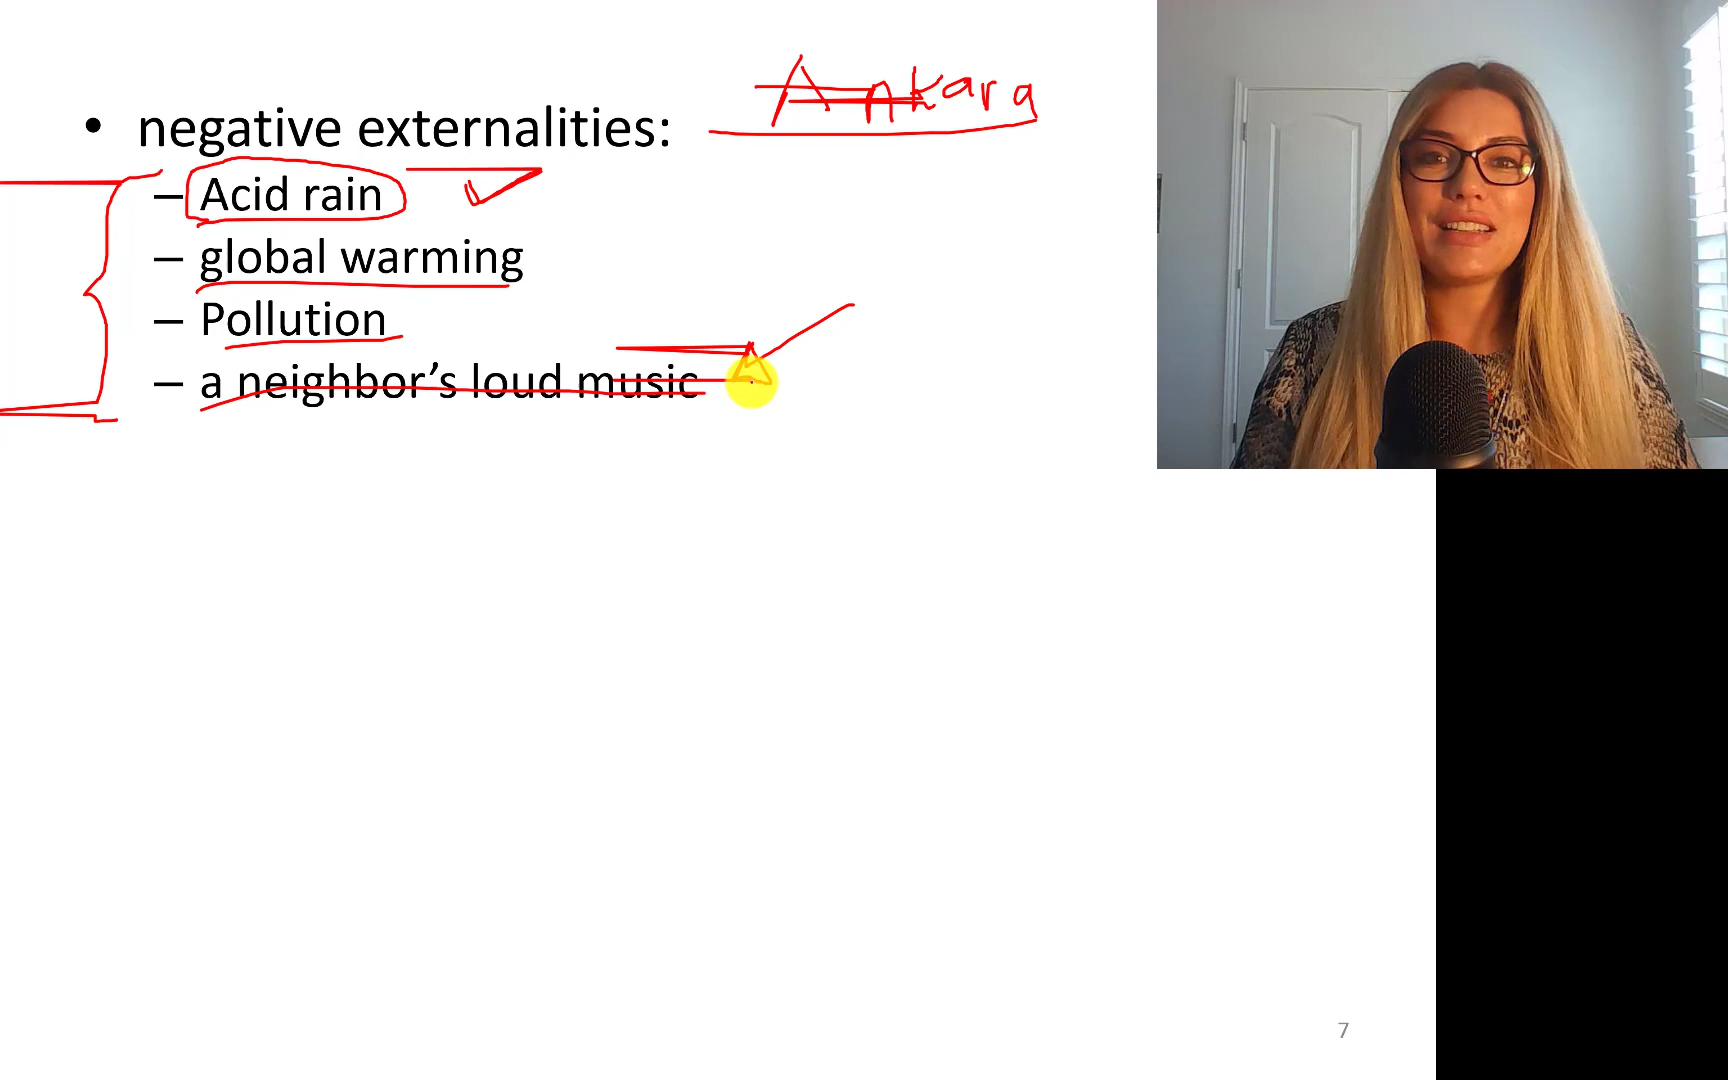 Ankara
• negative externalities:
– Acid rain
– global warming
– Pollution
– a neighbor’s loud music
7